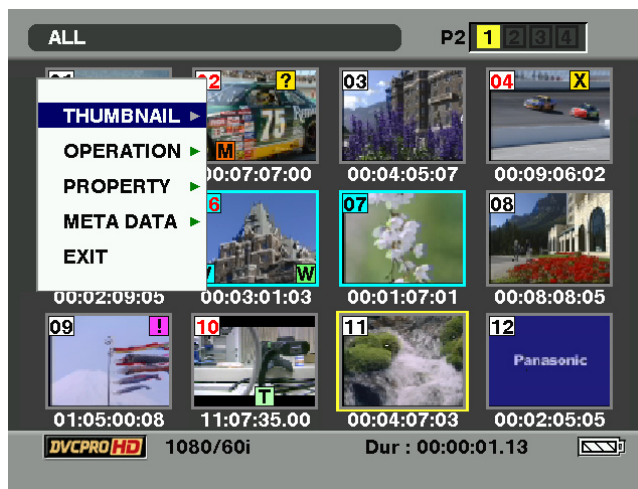 ALL
P2 1 2 3 4
02 ? 03 04 X
THUMBNAIL
75
OPERATION
M
00:07:07:00 00:04:05:07 00:09:06:02
PROPERTY
07 08
META DATA
EXIT
W
00:02:09:05 00:03:01:03 00:01:07:01 00:08:08:05
09 ! 10 11 12
Panasonic
T
01:05:00:08 11:07:35.00 00:04:07:03 00:02:05:05
DVCPRO HD 1080/60i Dur : 00:00:01.13